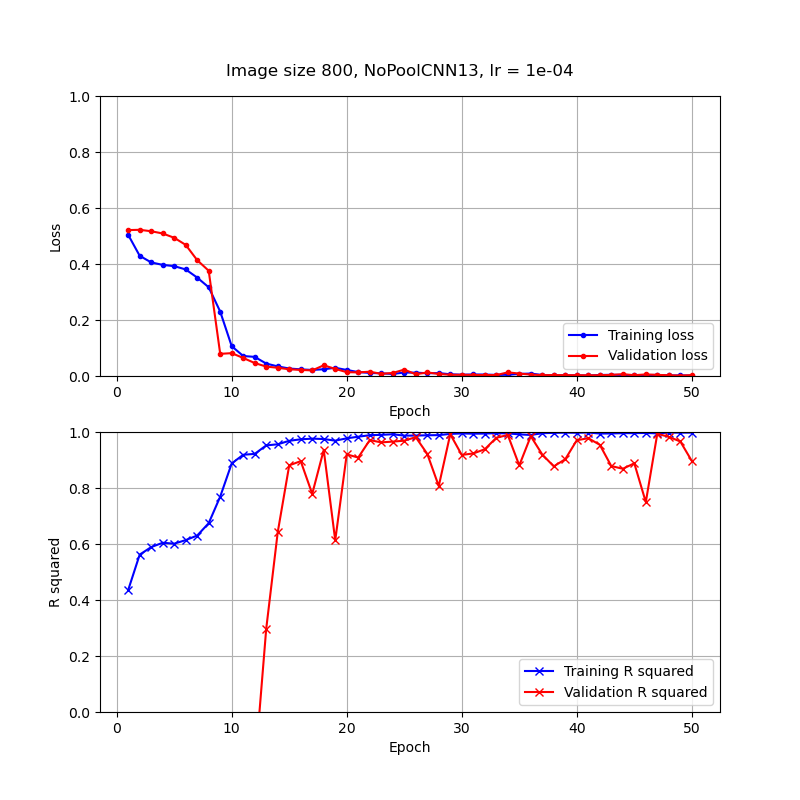 Image size 800, NoPoolCNN13, lr = 1e-04
1.0
0.8
0.6
0.4
0.2
0.0
Loss
Training loss
Validation loss
0 10 20 30 40 50
Epoch
1.0
0.8
0.6
0.4
0.2
0.0
R squared
Training R squared
Validation R squared
0 10 20 30 40 50
Epoch